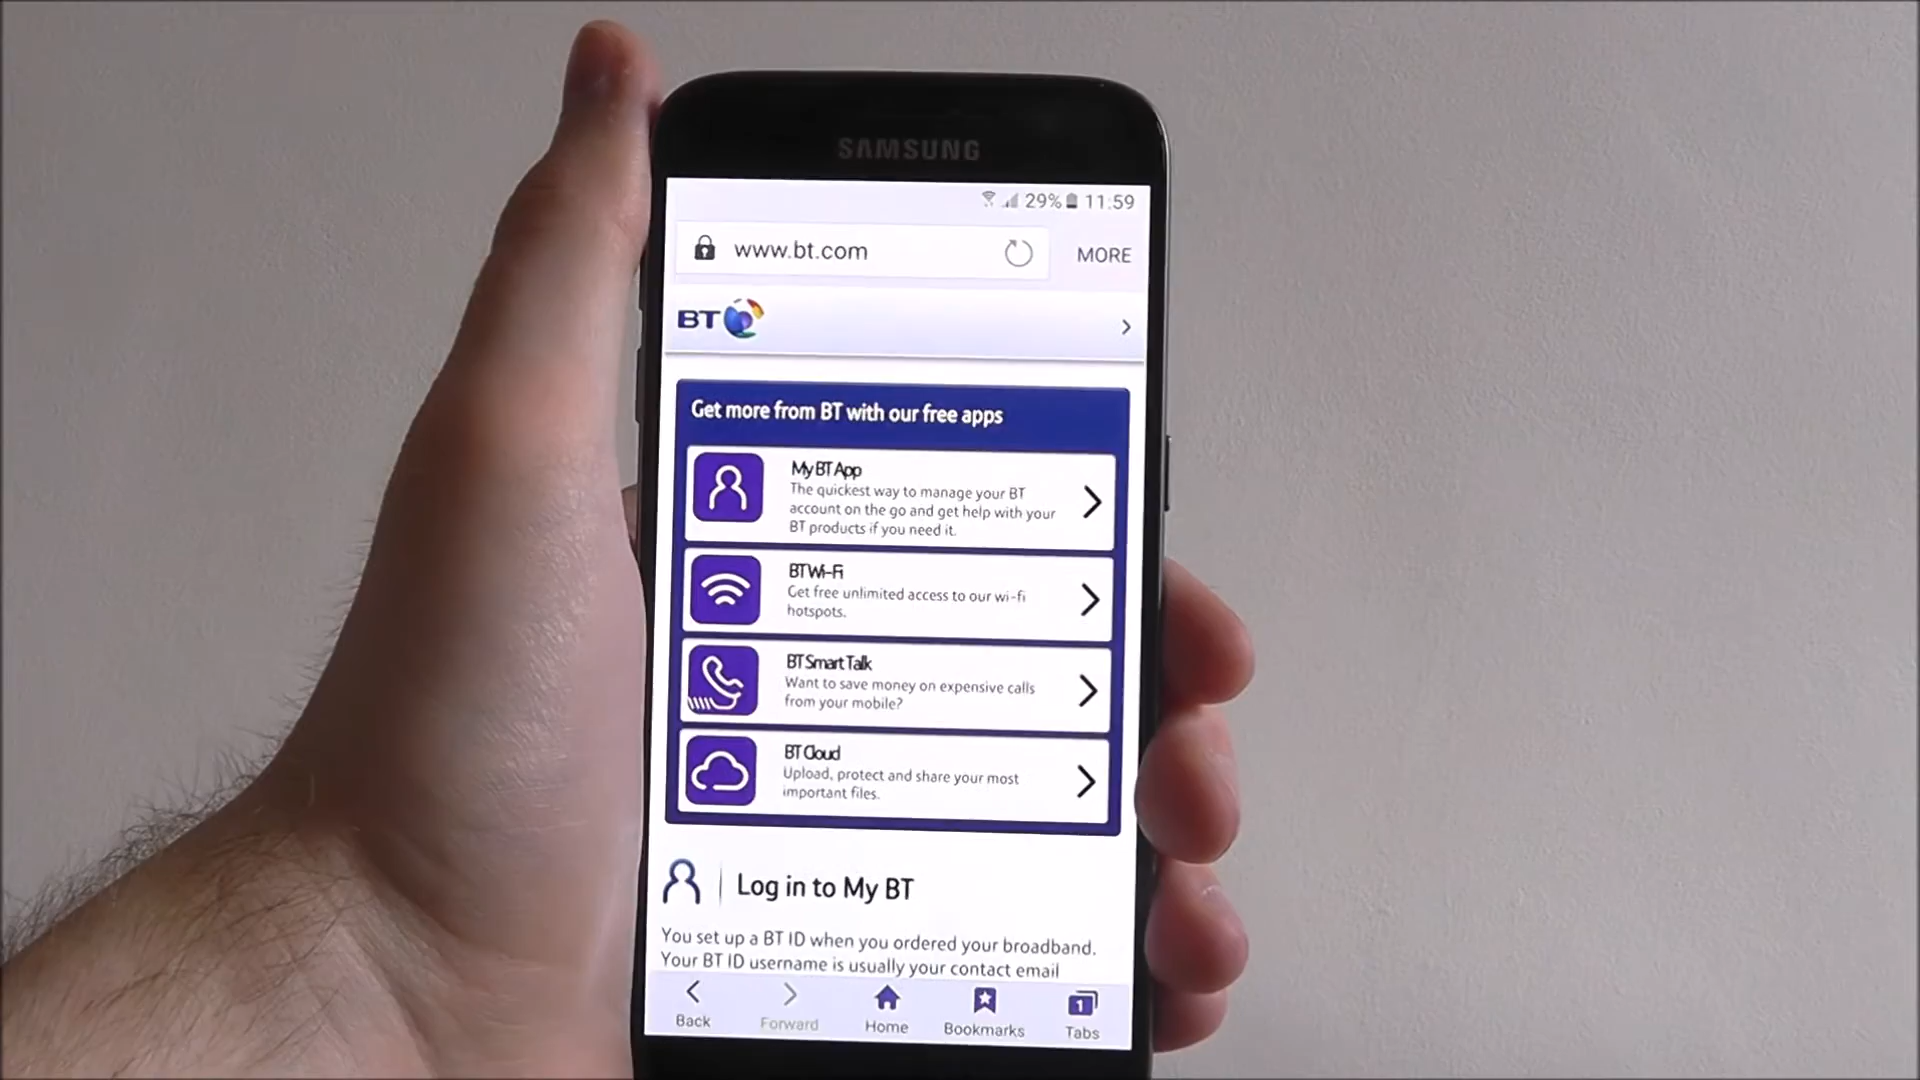 SAMSUNG
29% 11:59
www.bt.com
MORE
BT
Get more from BT with our free apps
My BT App
The quickest way to manage your BT
account on the go and get help with your
BT products if you need it.
BT Wi-Fi
Get free unlimited access to our wi-fi
hotspots.
BT Smart Talk
Want to save money on expensive calls
from your mobile?
BT Cloud
Upload, protect and share your most
important files.
Log in to My BT
You set up a BT ID when you ordered your broadband.
Your BT ID username is usually your contact email
Back
Forward
Home
Bookmarks
1
Tabs